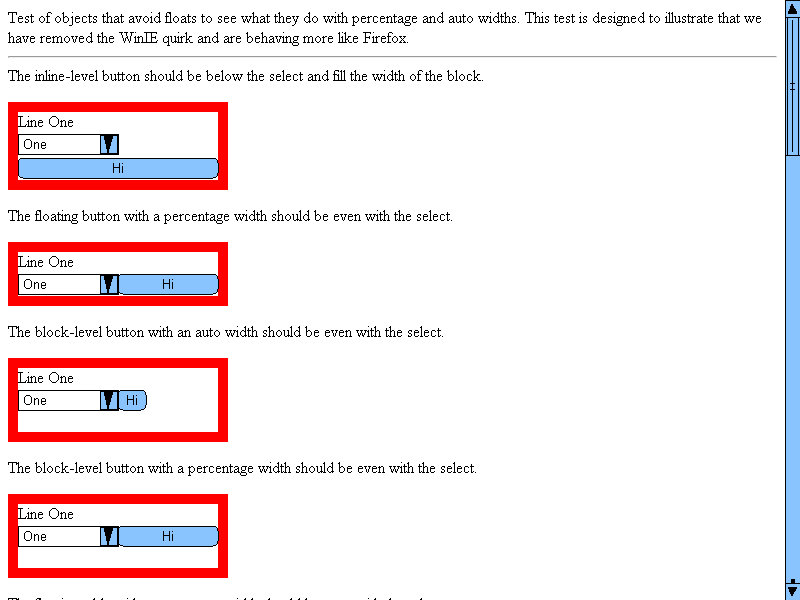 Test of objects that avoid floats to see what they do with percentage and auto widths. This test is designed to illustrate that we
have removed the WinIE quirk and are behaving more like Firefox.
The inline-level button should be below the select and fill the width of the block.
Line One
One
Hi
The floating button with a percentage width should be even with the select.
Line One
One Hi
The block-level button with an auto width should be even with the select.
Line One
One Hi
The block-level button with a percentage width should be even with the select.
Line One
One Hi